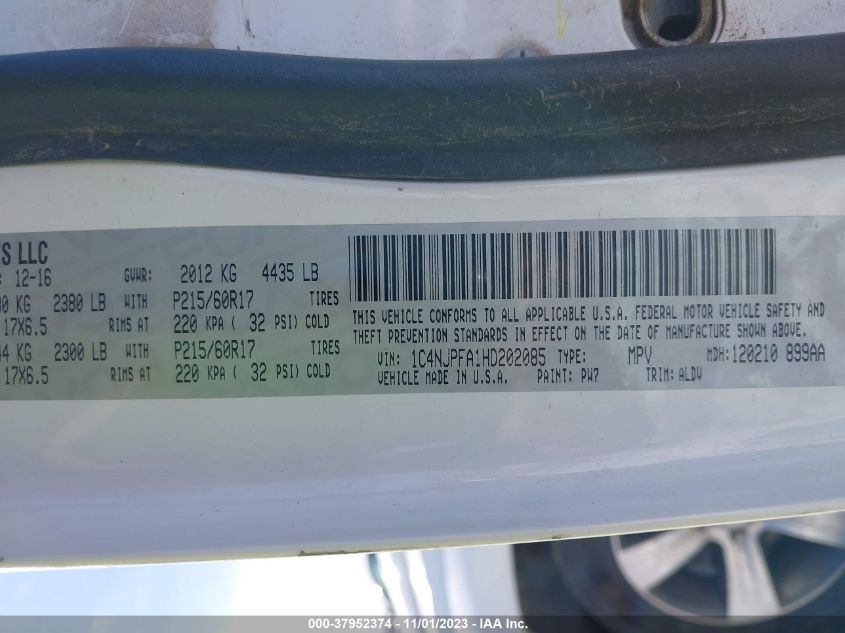 S LLC
12-16 GVWR: 2012 KG 4435 LB
KG 2380 LB WITH P215/60R17 TIRES
17X6.5 RIMS AT 220 KPA ( 32 PSI) COLD
KG 2300 LB WITH P215/60R17 TIRES
17X6.5 RIMS AT 220 KPA ( 32 PSI) COLD
THIS VEHICLE CONFORMS TO ALL APPLICABLE U.S.A. FEDERAL MOTOR VEHICLE SAFETY AND
THEFT PREVENTION STANDARDS IN EFFECT ON THE DATE OF MANUFACTURE SHOWN ABOVE.
VIN: 1C4NJPFA1HD202085 TYPE: MPV MDH:120210 899AA
VEHICLE MADE IN U.S.A. PAINT: PW7 TRIM: ALDV
000-37952374 - 11/01/2023 - IAAI.com